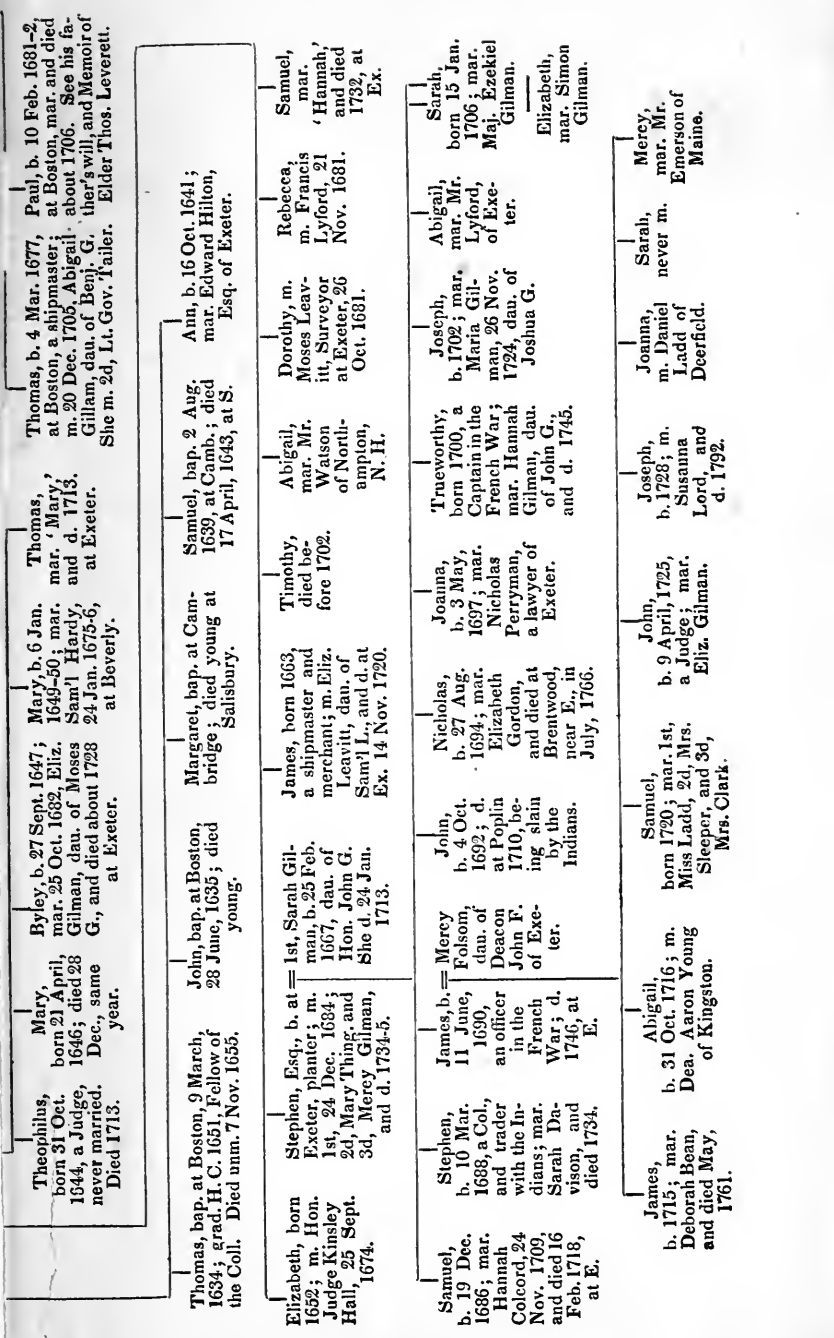 Theophilus,
born 31 Oct.
1644, a Judge,
never married.
Died 1713.
Mary,
born 21 April,
1646; died 28
Dec., same
year.
Byley, b. 27 Sept. 1647;
mar. 25 Oct. 1682, Eliz.
Gilman, dau. of Moses
G., and died about 1728
at Exeter.
Mary, b. 6 Jan.
1649-50; mar.
Sam'l Hardy,
24 Jan. 1675-6,
at Beverly.
Thomas,
mar. ‘Mary,’
and d. 1713.
at Exeter.
Thomas, b. 4 Mar. 1677,
at Boston, a shipmaster;
m. 20 Dec. 1705, Abigail
Gillam, dau. of Benj. G.
She m. 2d, Lt. Gov. Tailer.
Paul, b. 10 Feb. 1681-2,
at Boston, mar. and died
about 1706. See his fa-
ther's will, and Memoir of
Elder Thos. Leverett.
Thomas, bap. at Boston, 9 March,
1634; grad. H. C. 1651, Fellow of
the Coll. Died unm. 7 Nov. 1655.
John, bap. at Boston,
28 June, 1635; died
young.
Margaret, bap. at Cam-
bridge; died young at
Salisbury.
Samuel, bap. 2 Aug.
1639, at Camb.; died
17 April, 1643, at S.
Ann, b. 16 Oct. 1641;
mar. Edward Hilton,
Esq. of Exeter.
Elizabeth, born
1652; m. Hon.
Judge Kinsley
Hall, 25 Sept.
1674.
Stephen, Esq., b. at =
Exeter, planter; m.
1st, 24 Dec. 1684;
2d, Mary Thing, and
3d, Mercy Gilman,
and d. 1734-5.
1st, Sarah Gil-
man, b. 25 Feb.
1667, dau. of
Hon. John G.
She d. 24 Jan.
1713.
James, born 1663,
a shipmaster and
merchant; m. Eliz.
Leavitt, dau. of
Sam'l L., and d. at
Ex. 14 Nov. 1720.
Timothy,
died be-
fore 1702.
Abigail,
mar. Mr.
Watson
of North-
ampton,
N. H.
Dorothy, m.
Moses Leav-
itt, Surveyor
at Exeter, 26
Oct. 1681.
Rebecca,
m. Francis
Lyford, 21
Nov. 1681.
Samuel,
mar.
‘Hannah,’
and died
1732, at
Ex.
Samuel,
b. 19 Dec.
1686; mar.
Hannah
Colcord, 24
Nov. 1709,
and died 16
Feb. 1718,
at E.
Stephen,
b. 10 Mar.
1688, a Col.,
and trader
with the In-
dians; mar.
Sarah Da-
vison, and
died 1734.
James, b. =
11 June,
1690,
an officer
in the
French
War; d.
1746, at
E.
Mercy
Folsom,
dau. of
Deacon
John F.
of Exe-
ter.
John,
b. 4 Oct.
1692; d.
at Poplin
1710, be-
ing slain
by the
Indians.
Nicholas,
b. 27 Aug.
1694; mar.
Elizabeth
Gordon,
and died at
Brentwood,
near E., in
July, 1766.
Joanna,
b. 3 May,
1697; mar.
Nicholas
Perryman,
a lawyer of
Exeter.
Trueworthy,
born 1700, a
Captain in the
French War;
mar. Hannah
Gilman, dau.
of John G.,
and d. 1745.
Joseph,
b. 1702; mar.
Maria Gil-
man, 26 Nov.
1724, dau. of
Joshua G.
Abigail,
mar. Mr.
Lyford,
of Exe-
ter.
Sarah,
born 15 Jan.
1706; mar.
Maj. Ezekiel
Gilman.
Elizabeth,
mar. Simon
Gilman.
James,
b. 1715; mar.
Deborah Bean,
and died May,
1761.
Abigail,
b. 31 Oct. 1716; m.
Dea. Aaron Young
of Kingston.
Samuel,
born 1720; mar. 1st,
Miss Ladd, 2d, Mrs.
Sleeper, and 3d,
Mrs. Clark.
John,
b. 9 April, 1725,
a Judge; mar.
Eliz. Gilman.
Joseph,
b. 1728; m.
Susauna
Lord, and
d. 1792.
Joanna,
m. Daniel
Ladd of
Deerfield.
Sarah,
never m.
Mercy,
mar. Mr.
Emerson of
Maine.